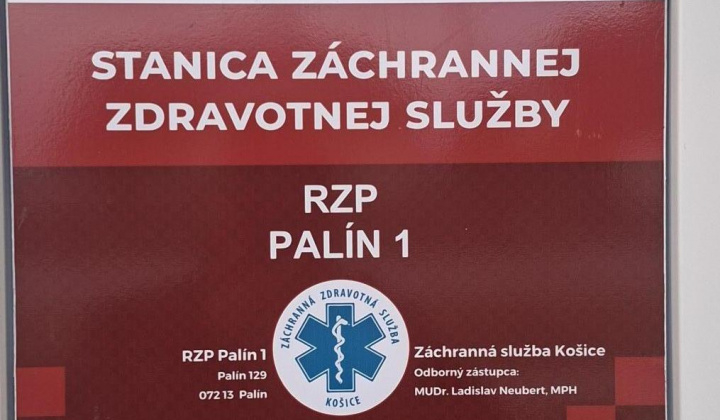 STANICA ZÁCHRANNEJ
ZDRAVOTNEJ SLUŽBY
RZP
PALÍN 1
ZÁCHRANNÁ ZDRAVOTNÁ SLUŽBA
KOŠICE
RZP Palín 1
Palín 129
072 13 Palín
Záchranná služba Košice
Odborný zástupca:
MUDr. Ladislav Neubert, MPH